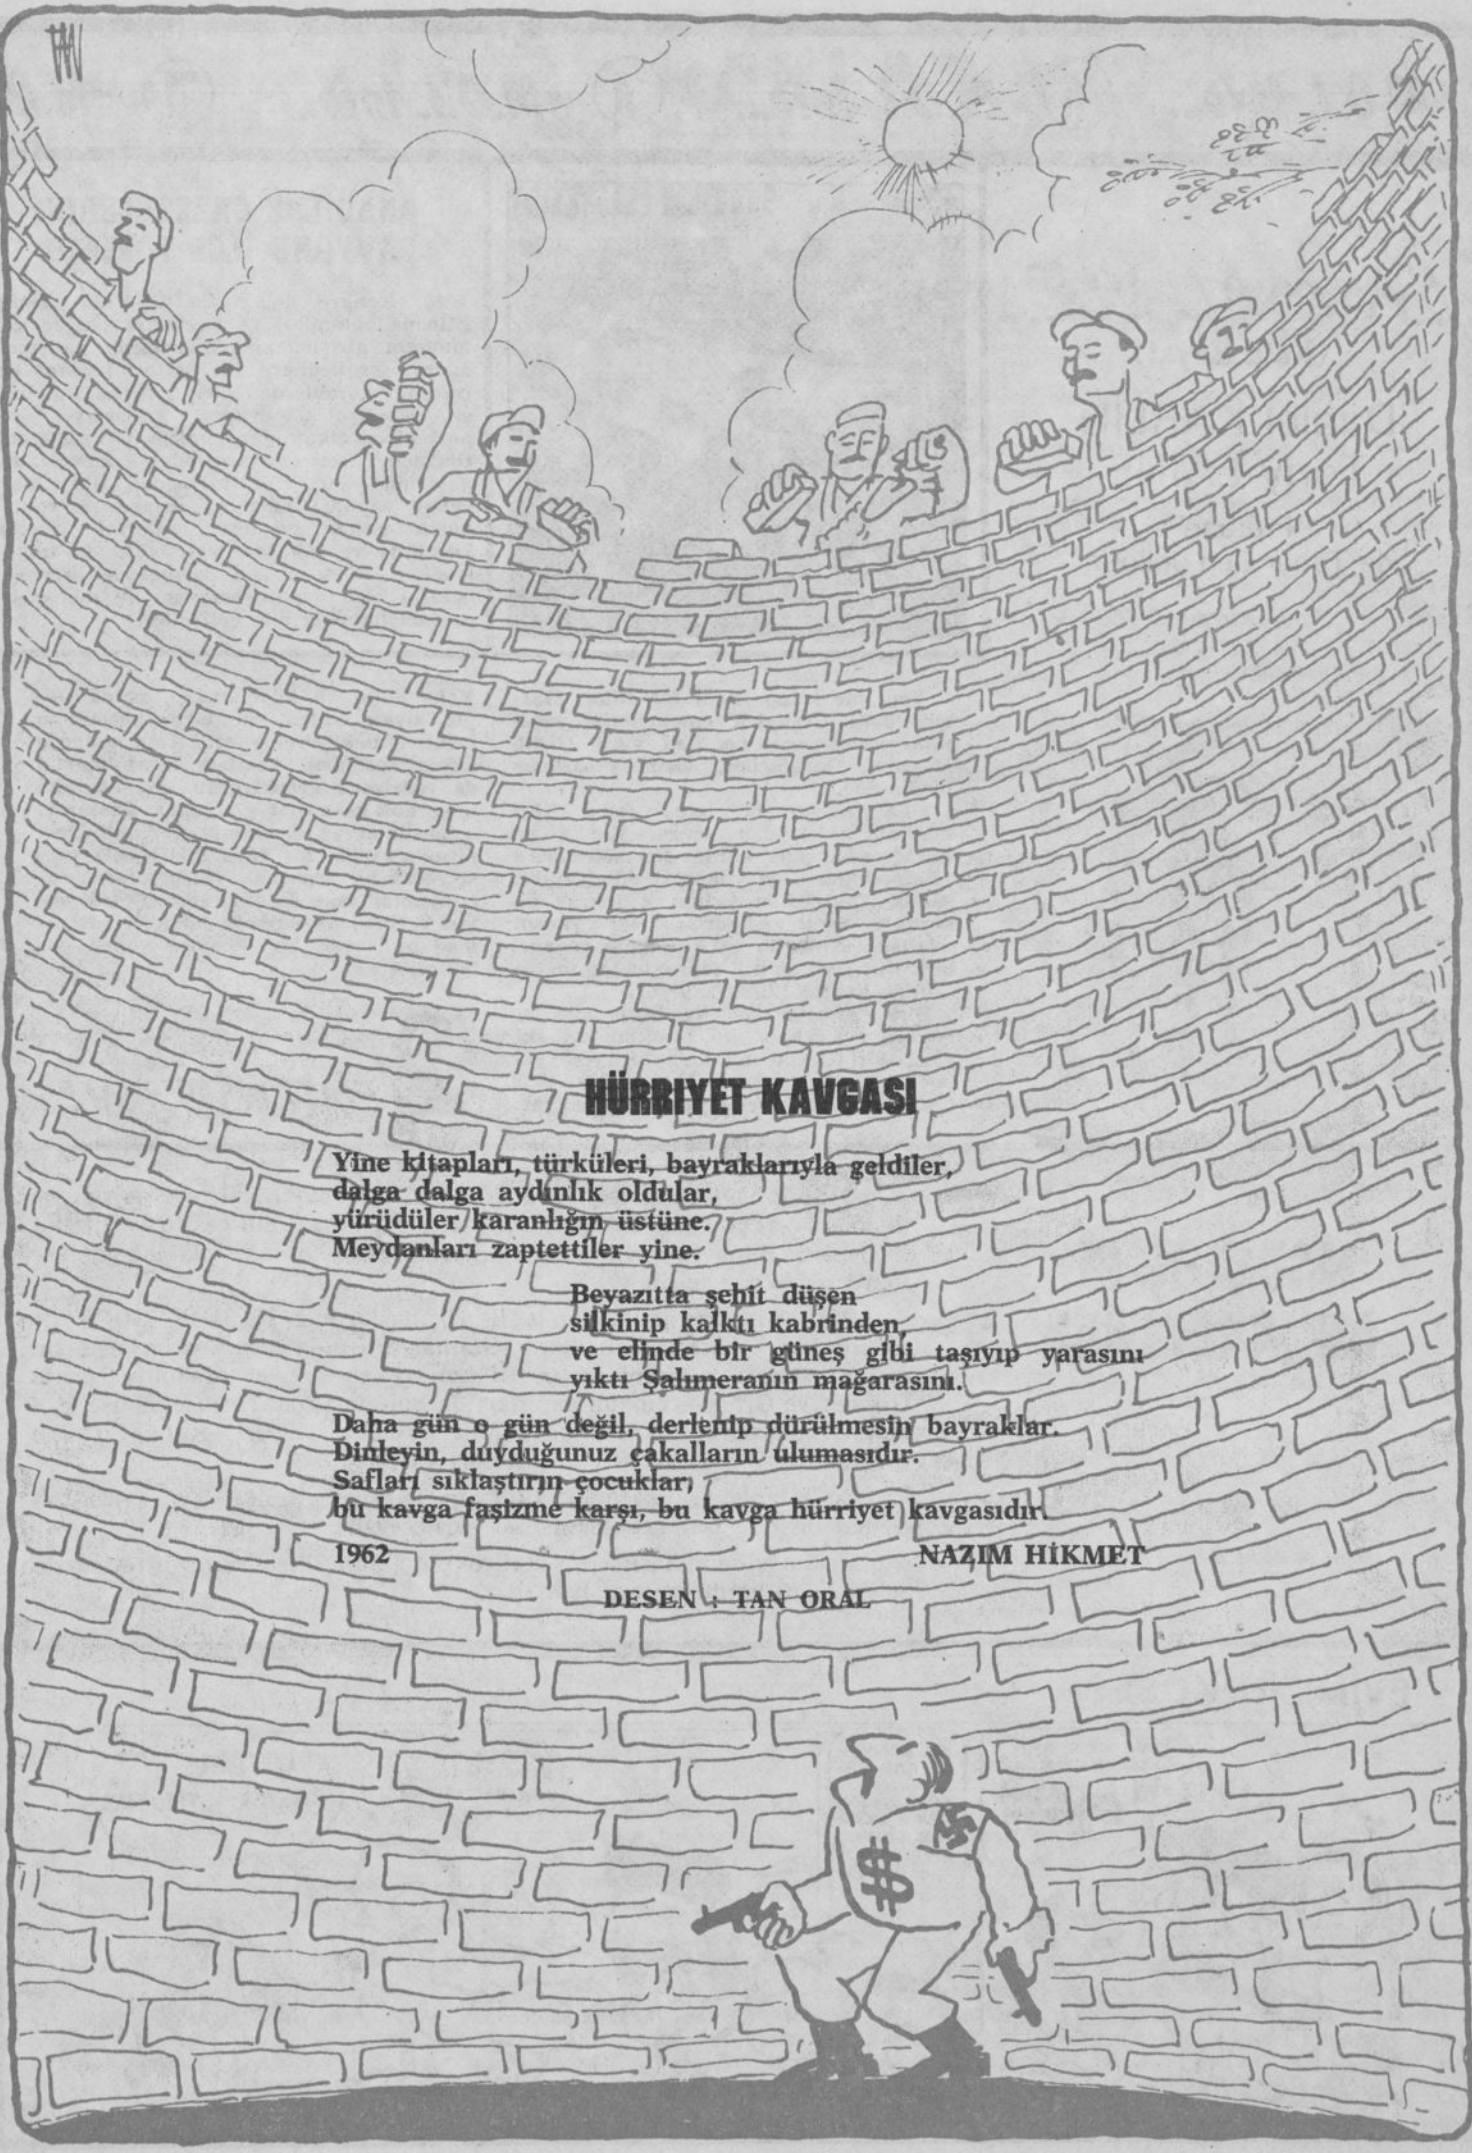 TAN
HÜRRIYET KAVGASI
Yine kitapları, türküleri, bayraklarıyla geldiler,
dalga dalga aydınlık oldular,
yürüdüler karanlığın üstüne.
Meydanları zaptettiler yine.
Beyazıtta şehit düşen
silkinip kalktı kabrinden,
ve elinde bir güneş gibi taşıyıp yarasını
yıktı Şahmeranın mağarasını.
Daha gün o gün değil, derlenip dürülmesin bayraklar.
Dinleyin, duyduğunuz çakalların ulumasıdır.
Safları sıklaştırın çocuklar,
bu kavga faşizme karşı, bu kavga hürriyet kavgasıdır.
1962 NAZIM HİKMET
DESEN : TAN ORAL
$